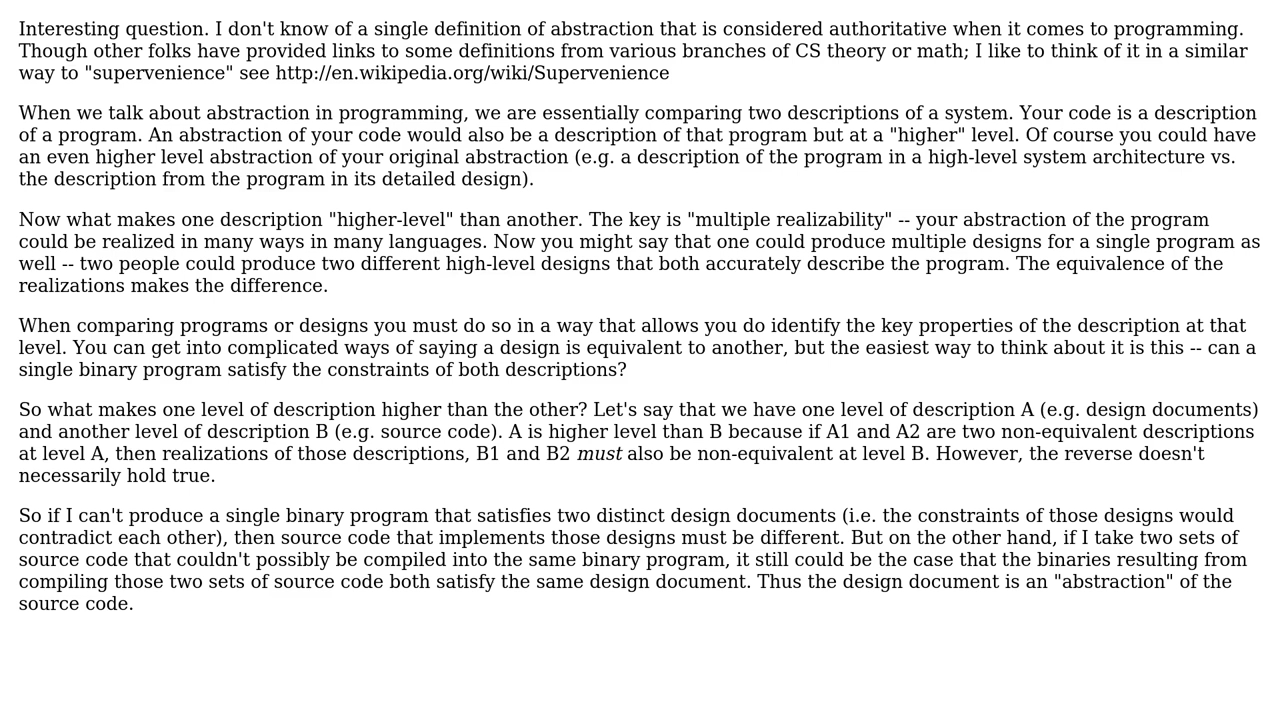 Interesting question. I don't know of a single definition of abstraction that is considered authoritative when it comes to programming.
Though other folks have provided links to some definitions from various branches of CS theory or math; I like to think of it in a similar
way to "supervenience" see http://en.wikipedia.org/wiki/Supervenience
When we talk about abstraction in programming, we are essentially comparing two descriptions of a system. Your code is a description
of a program. An abstraction of your code would also be a description of that program but at a "higher" level. Of course you could have
an even higher level abstraction of your original abstraction (e.g. a description of the program in a high-level system architecture vs.
the description from the program in its detailed design).
Now what makes one description "higher-level" than another. The key is "multiple realizability" -- your abstraction of the program
could be realized in many ways in many languages. Now you might say that one could produce multiple designs for a single program as
well -- two people could produce two different high-level designs that both accurately describe the program. The equivalence of the
realizations makes the difference.
When comparing programs or designs you must do so in a way that allows you do identify the key properties of the description at that
level. You can get into complicated ways of saying a design is equivalent to another, but the easiest way to think about it is this -- can a
single binary program satisfy the constraints of both descriptions?
So what makes one level of description higher than the other? Let's say that we have one level of description A (e.g. design documents)
and another level of description B (e.g. source code). A is higher level than B because if A1 and A2 are two non-equivalent descriptions
at level A, then realizations of those descriptions, B1 and B2 must also be non-equivalent at level B. However, the reverse doesn't
necessarily hold true.
So if I can't produce a single binary program that satisfies two distinct design documents (i.e. the constraints of those designs would
contradict each other), then source code that implements those designs must be different. But on the other hand, if I take two sets of
source code that couldn't possibly be compiled into the same binary program, it still could be the case that the binaries resulting from
compiling those two sets of source code both satisfy the same design document. Thus the design document is an "abstraction" of the
source code.